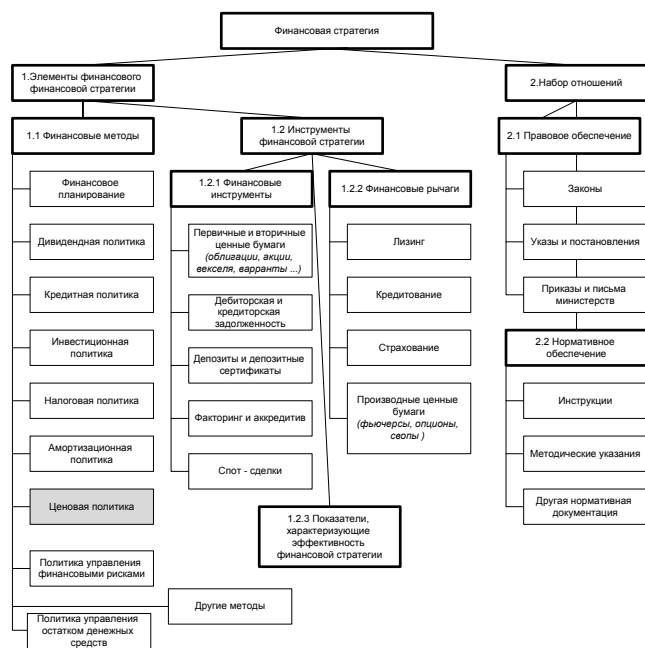 Финансовая стратегия
1.Элементы финансового
финансовой стратегии
2.Набор отношений
1.1 Финансовые методы
1.2 Инструменты
финансовой стратегии
2.1 Правовое обеспечение
Финансовое
планирование
Дивидендная политика
Кредитная политика
Инвестиционная
политика
Налоговая политика
Амортизационная
политика
Ценовая политика
Политика управления
финансовыми рисками
Другие методы
Политика управления
остатком денежных
средств
1.2.1 Финансовые
инструменты
Первичные и вторичные
ценные бумаги
(облигации, акции,
векселя, варранты ...)
Дебиторская и
кредиторская
задолженность
Депозиты и депозитные
сертификаты
Факторинг и аккредитив
Спот - сделки
1.2.2 Финансовые рычаги
Лизинг
Кредитование
Страхование
Производные ценные
бумаги
(фьючерсы, опционы,
свопы )
1.2.3 Показатели,
характеризующие
эффективность
финансовой стратегии
Законы
Указы и постановления
Приказы и письма
министерств
2.2 Нормативное
обеспечение
Инструкции
Методические указания
Другая нормативная
документация